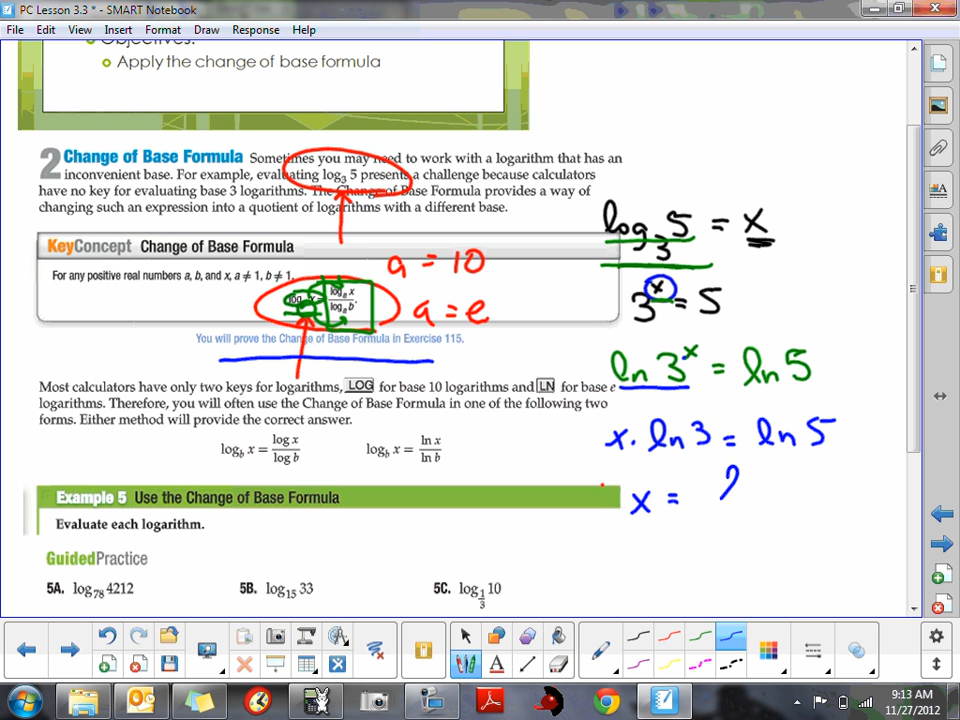 PC Lesson 3.3 * - SMART Notebook
File Edit View Insert Format Draw Response Help
Objectives:
Apply the change of base formula
2 Change of Base Formula Sometimes you may need to work with a logarithm that has an
inconvenient base. For example, evaluating log₃ 5 presents a challenge because calculators
have no key for evaluating base 3 logarithms. The Change of Base Formula provides a way of
changing such an expression into a quotient of logarithms with a different base.
KeyConcept Change of Base Formula
For any positive real numbers a, b, and x, a ≠ 1, b ≠ 1,
log_b x = log_a x / log_a b.
a = 10
a = e
You will prove the Change of Base Formula in Exercise 115.
Most calculators have only two keys for logarithms, LOG for base 10 logarithms and LN for base e
logarithms. Therefore, you will often use the Change of Base Formula in one of the following two
forms. Either method will provide the correct answer.
log_b x = log x / log b log_b x = ln x / ln b
Example 5 Use the Change of Base Formula
Evaluate each logarithm.
GuidedPractice
5A. log₇₈ 4212 5B. log₁₅ 33 5C. log_(1/3) 10
log₃ 5 = x
3^x = 5
ln 3^x = ln 5
x · ln 3 = ln 5
x =
9:13 AM
11/27/2012